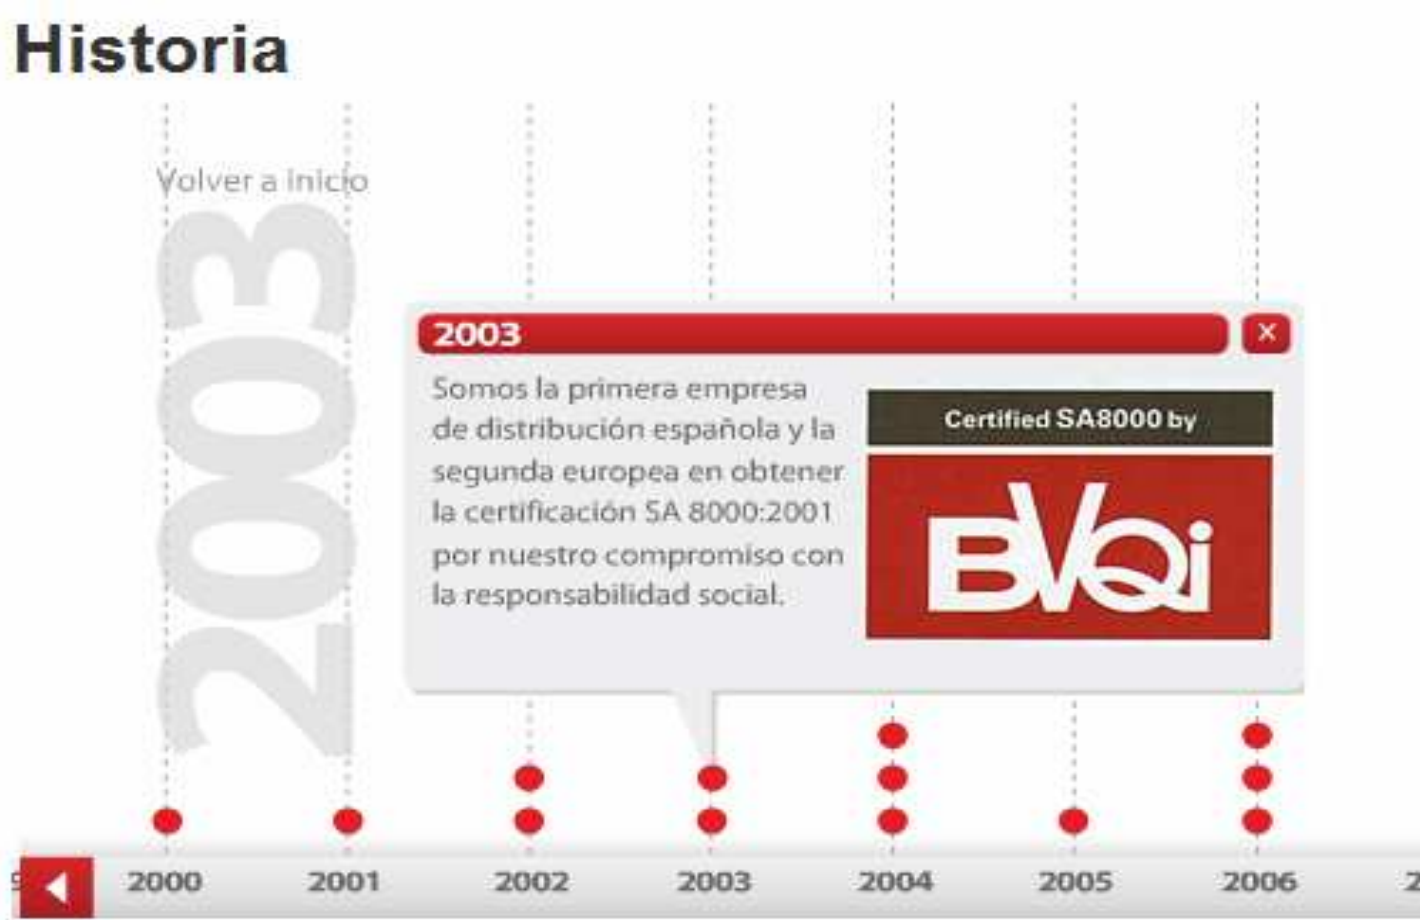 Historia
Volver a inicio
2003
2003
X
Somos la primera empresa
de distribución española y la
segunda europea en obtener
la certificación SA 8000:2001
por nuestro compromiso con
la responsabilidad social.
Certified SA8000 by
BVQi
2000
2001
2002
2003
2004
2005
2006